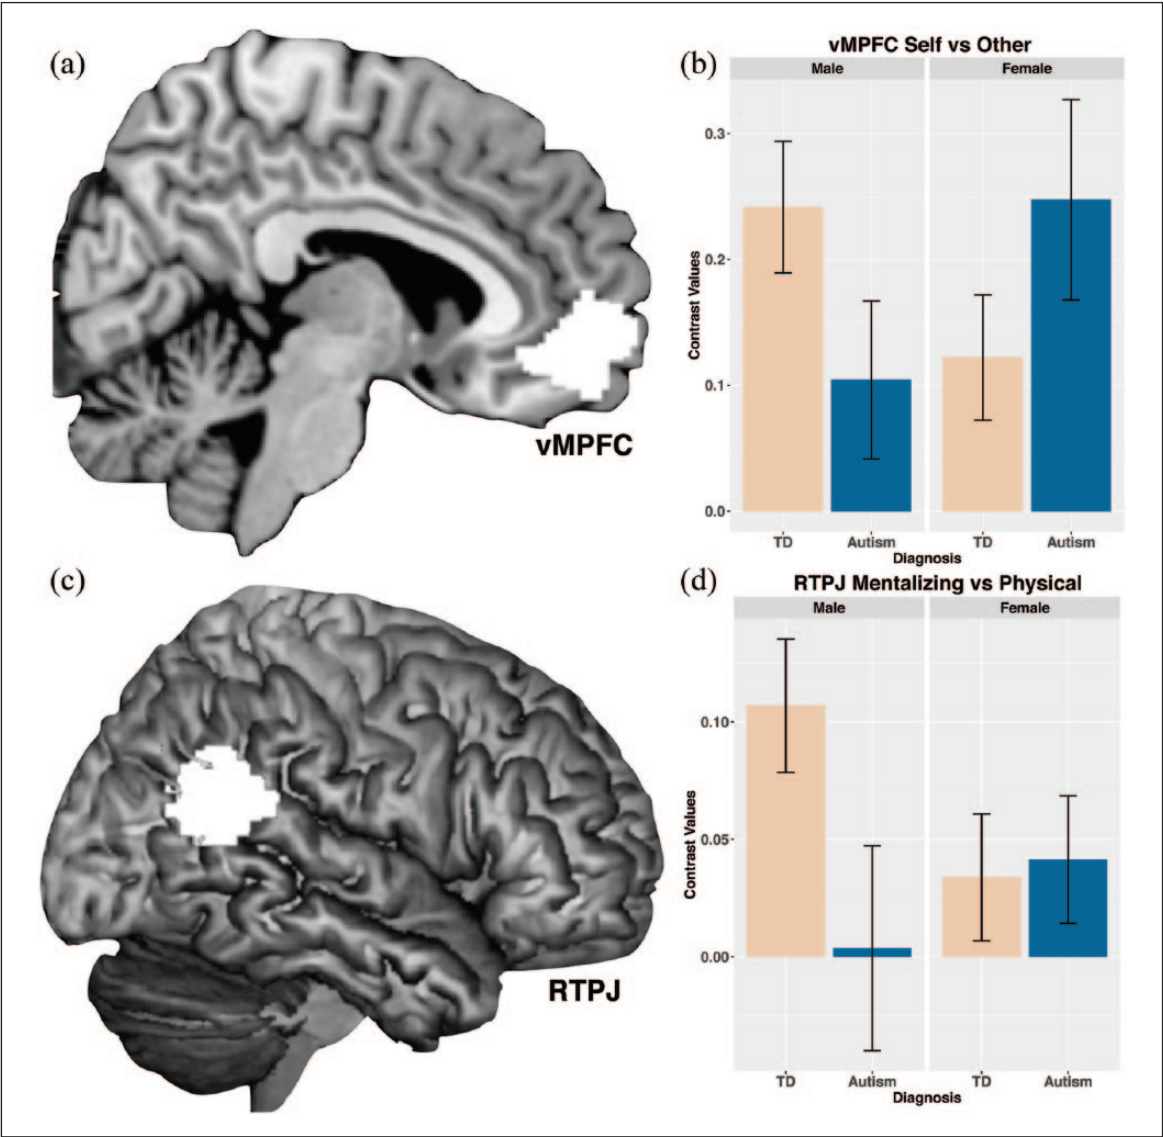 (a)
vMPFC
(b)
vMPFC Self vs Other
Male Female
Contrast Values
0.3
0.2
0.1
0.0
TD Autism TD Autism
Diagnosis
(c)
RTPJ
(d)
RTPJ Mentalizing vs Physical
Male Female
Contrast Values
0.10
0.05
0.00
TD Autism TD Autism
Diagnosis